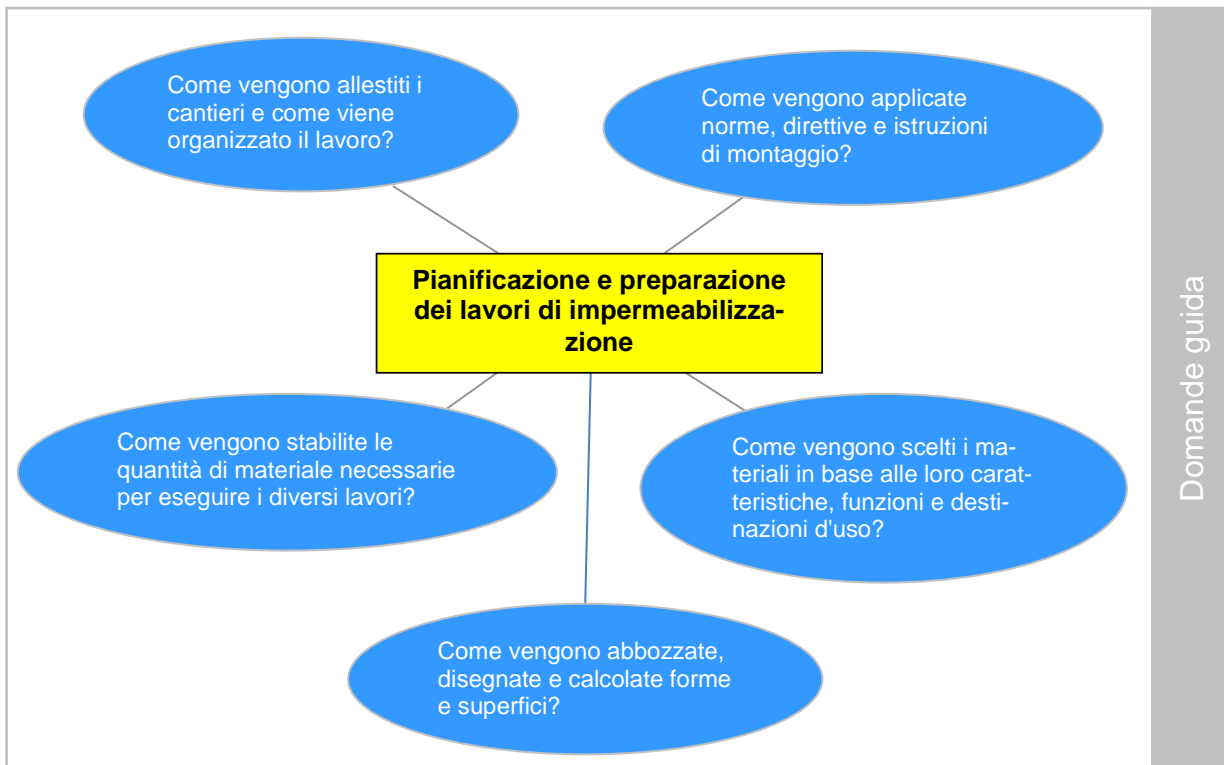 Come vengono allestiti i
cantieri e come viene
organizzato il lavoro?
Come vengono applicate
norme, direttive e istruzioni
di montaggio?
Pianificazione e preparazione
dei lavori di impermeabilizza-
zione
Come vengono stabilite le
quantità di materiale necessarie
per eseguire i diversi lavori?
Come vengono scelti i ma-
teriali in base alle loro carat-
teristiche, funzioni e desti-
nazioni d'uso?
Come vengono abbozzate,
disegnate e calcolate forme
e superfici?
Domande guida